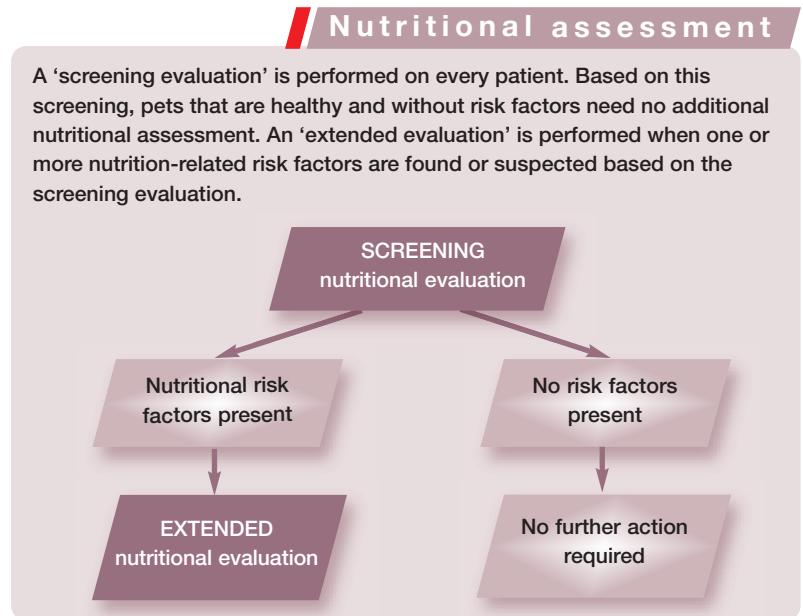 Nutritional assessment
A ‘screening evaluation’ is performed on every patient. Based on this
screening, pets that are healthy and without risk factors need no additional
nutritional assessment. An ‘extended evaluation’ is performed when one or
more nutrition-related risk factors are found or suspected based on the
screening evaluation.
SCREENING
nutritional evaluation
Nutritional risk
factors present
No risk factors
present
EXTENDED
nutritional evaluation
No further action
required